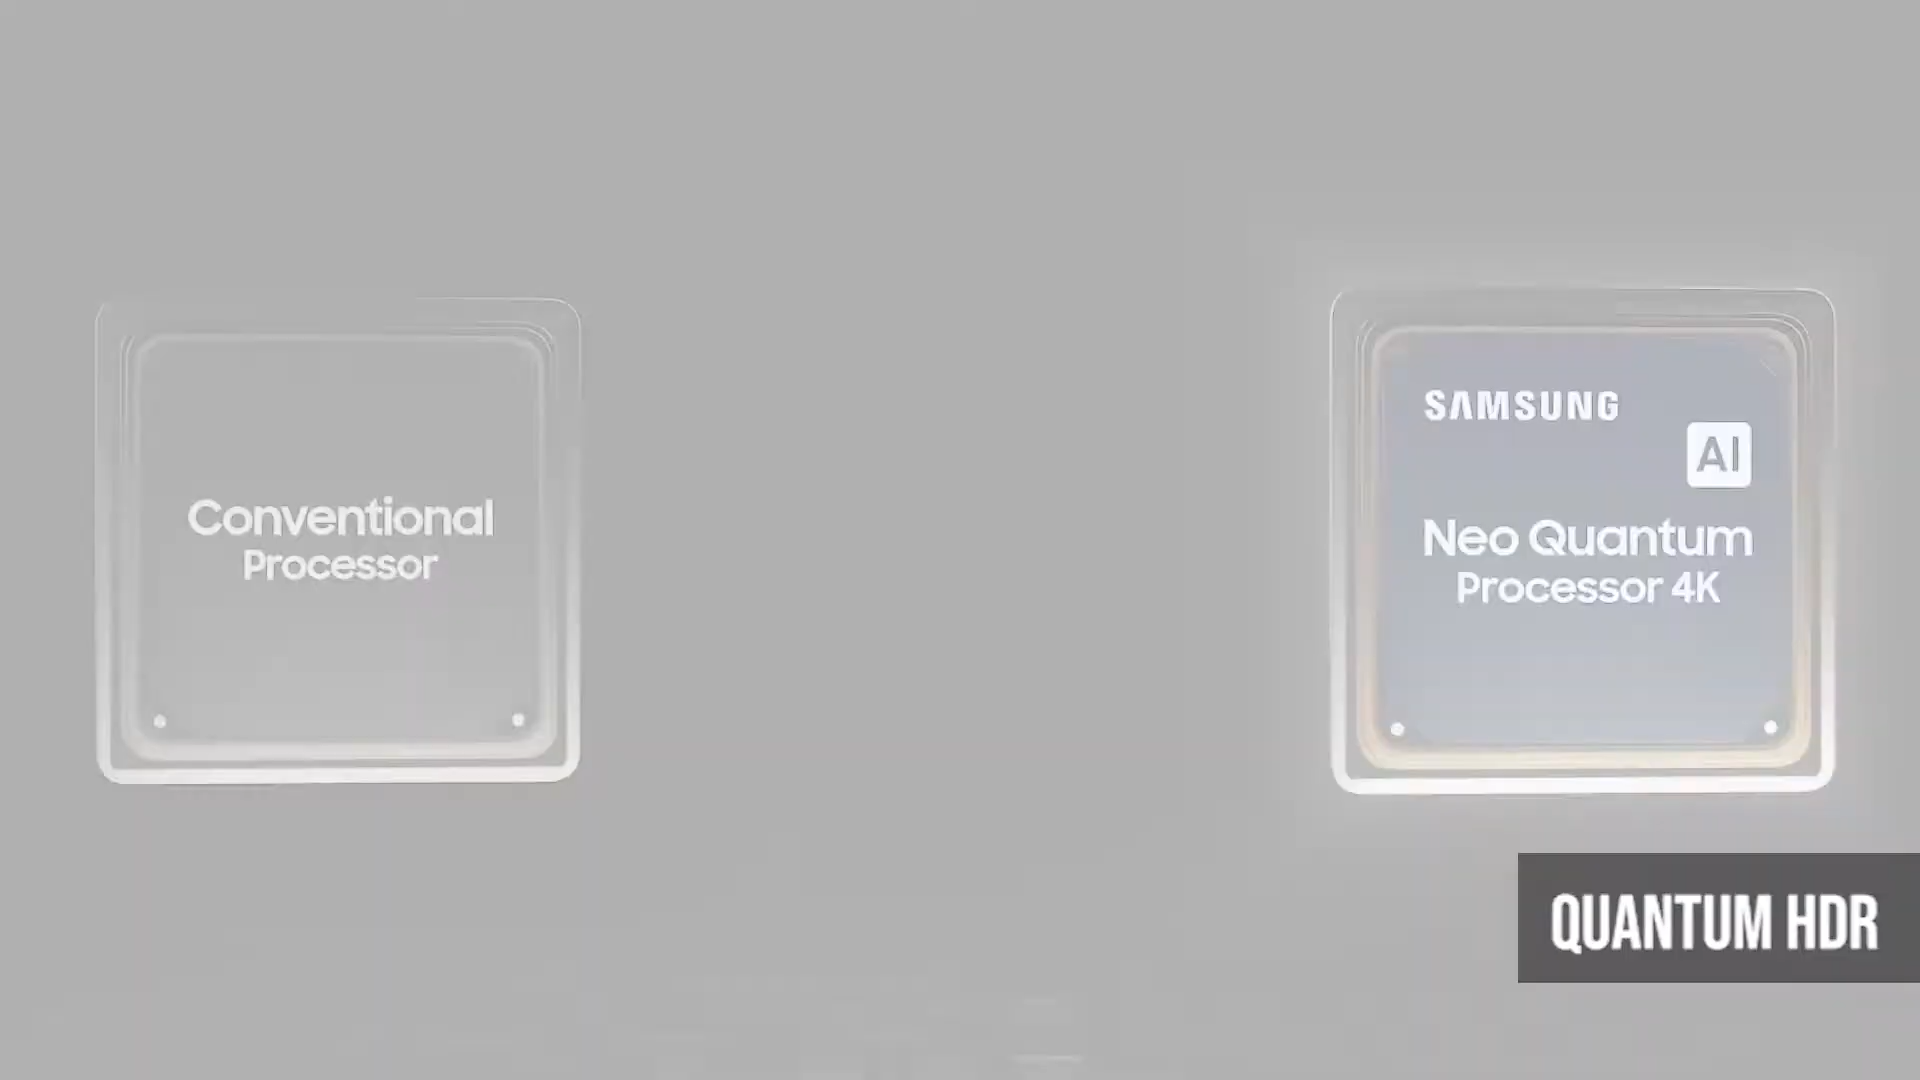 Conventional
Processor
SAMSUNG
AI
Neo Quantum
Processor 4K
QUANTUM HDR